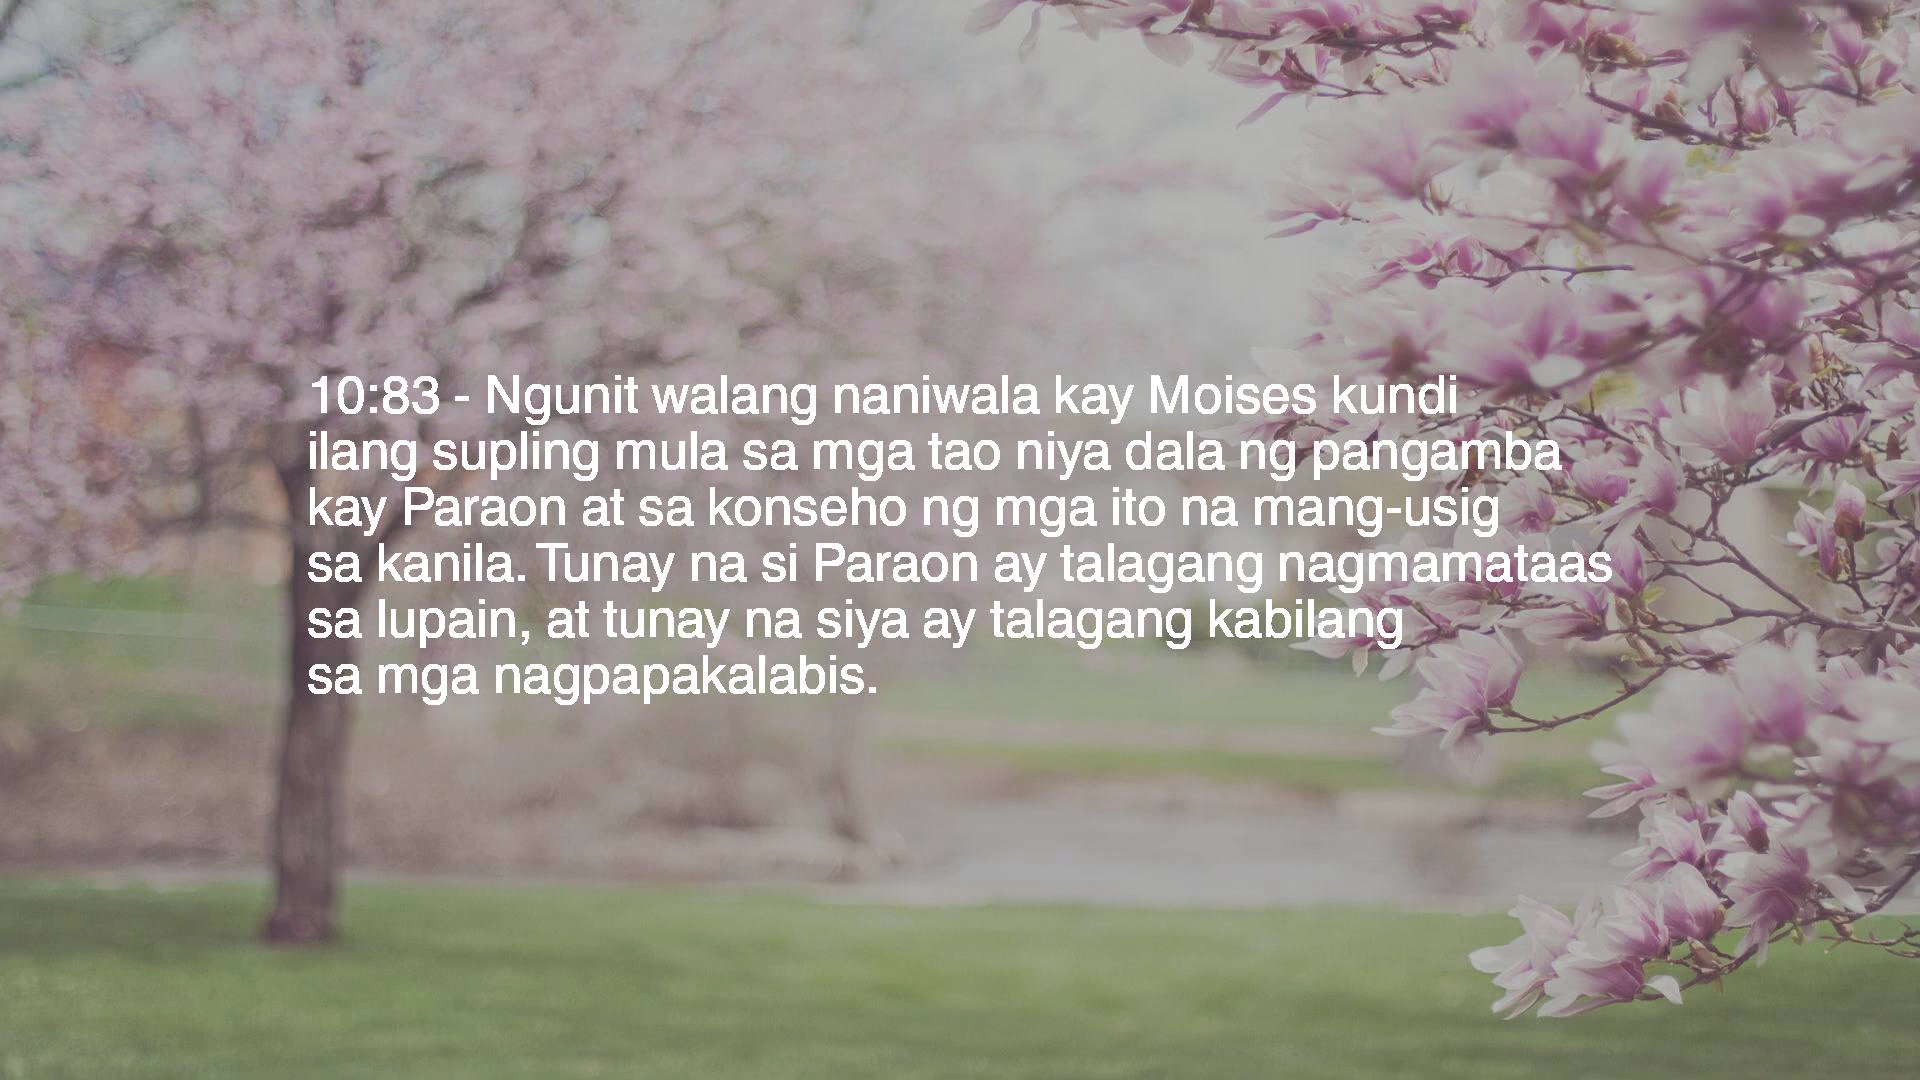 10:83 - Ngunit walang naniwala kay Moises kundi
ilang supling mula sa mga tao niya dala ng pangamba
kay Paraon at sa konseho ng mga ito na mang-usig
sa kanila. Tunay na si Paraon ay talagang nagmamataas
sa lupain, at tunay na siya ay talagang kabilang
sa mga nagpapakalabis.